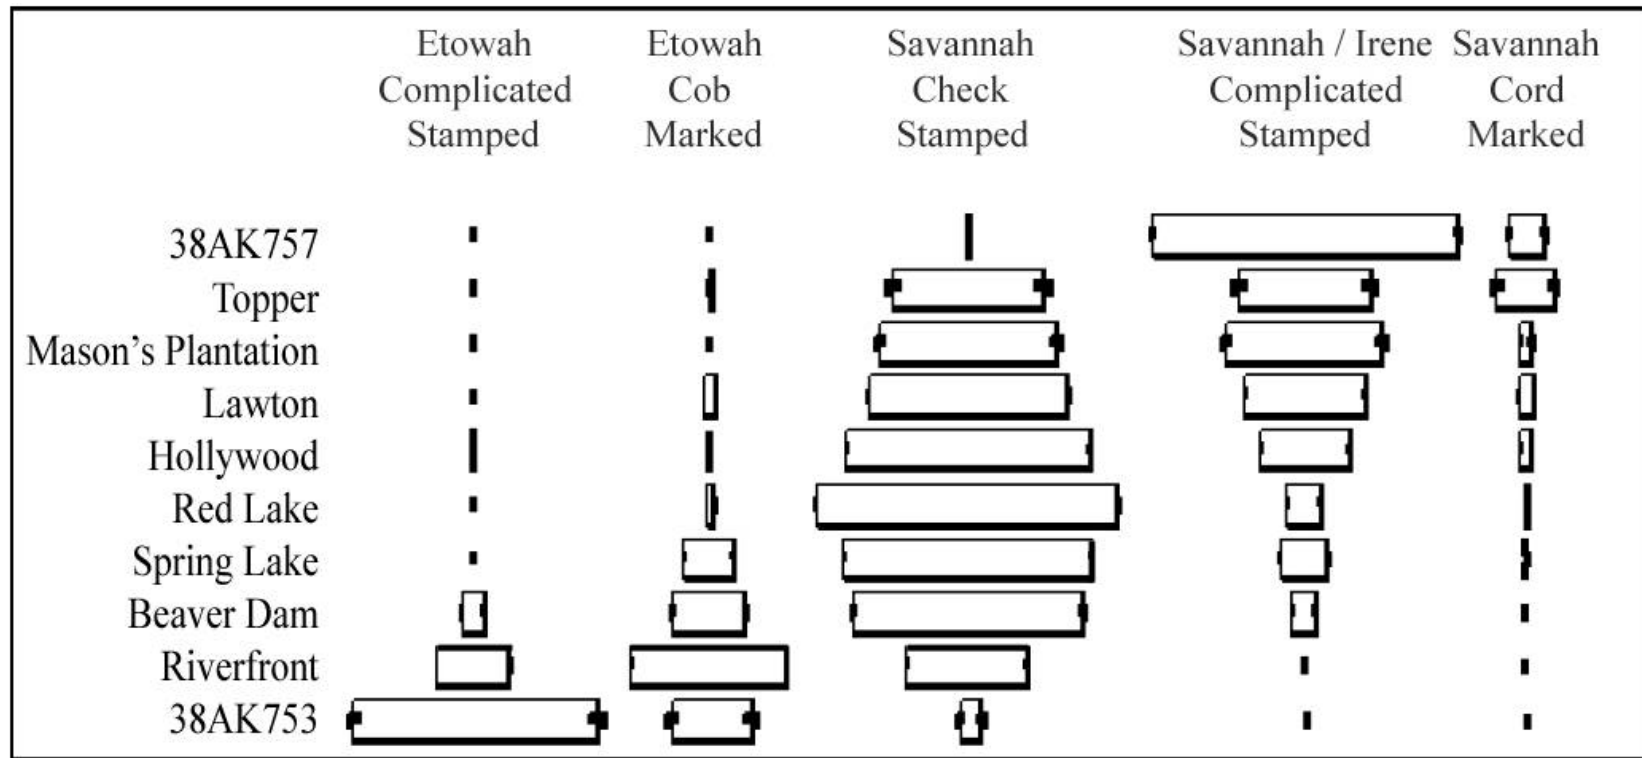 Etowah Etowah Savannah Savannah / Irene Savannah
Complicated Cob Check Complicated Cord
Stamped Marked Stamped Stamped Marked
38AK757
Topper
Mason’s Plantation
Lawton
Hollywood
Red Lake
Spring Lake
Beaver Dam
Riverfront
38AK753